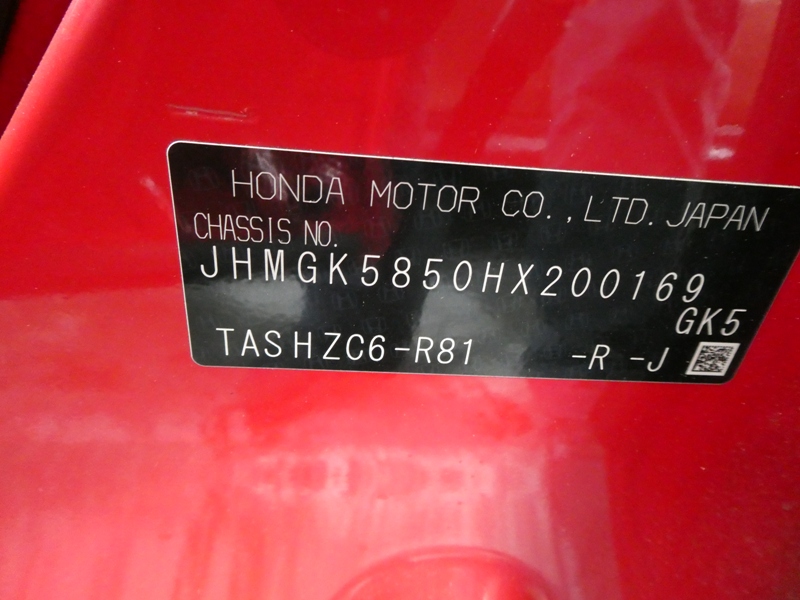 HONDA MOTOR CO.,LTD. JAPAN
CHASSIS NO.
JHMGK5850HX200169
GK5
TASHZC6-R81 -R -J